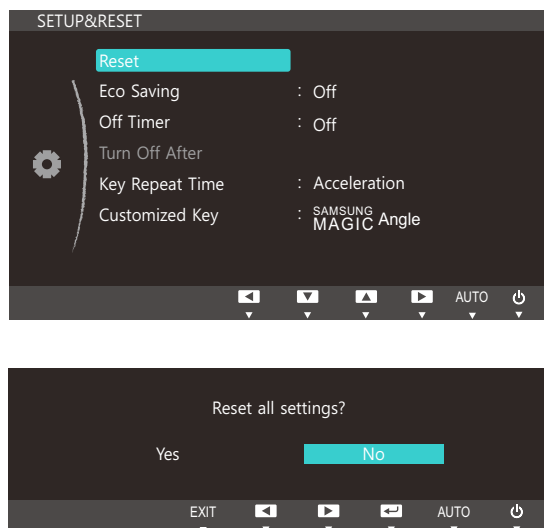 SETUP&RESET
Reset
Eco Saving : Off
Off Timer : Off
Turn Off After
Key Repeat Time : Acceleration
Customized Key : SAMSUNG MAGIC Angle
AUTO
Reset all settings?
Yes No
EXIT AUTO